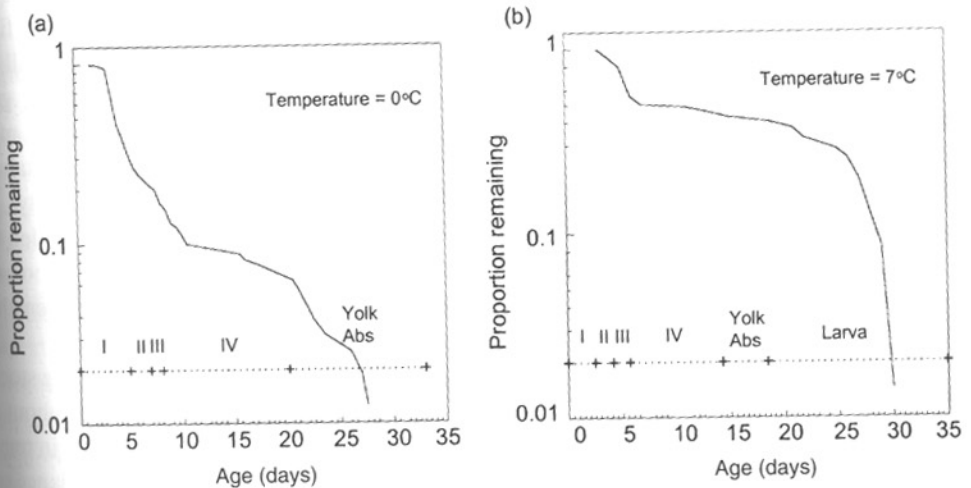 (a)
1
Temperature = 0°C
Proportion remaining
0.1
Yolk
Abs
I II III IV
0.01
0 5 10 15 20 25 30 35
Age (days)
(b)
1
Temperature = 7°C
Proportion remaining
0.1
Yolk
I II III IV Abs Larva
0.01
0 5 10 15 20 25 30 35
Age (days)